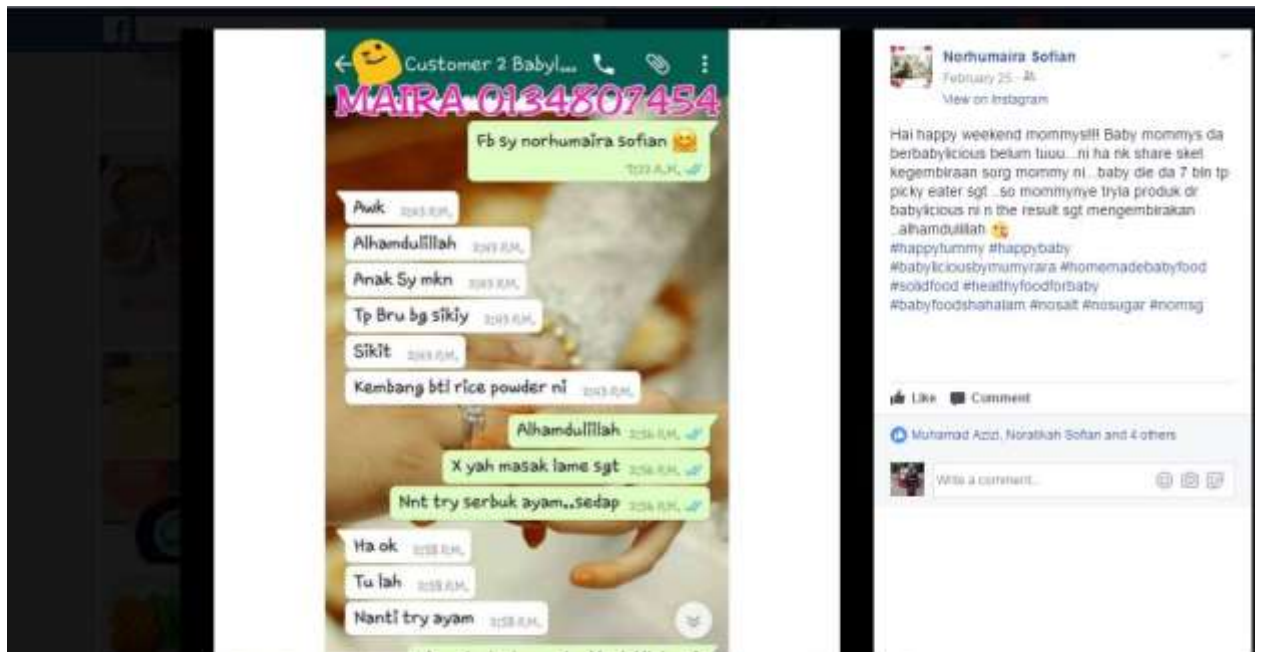 Customer 2 Babyl...
MAIRA 0134807454
Fb sy norhumaira sofian
Awk
Alhamdulillah
Anak Sy mkn
Tp Bru bg sikiy
Sikit
Kembang btl rice powder ni
Alhamdulillah
X yah masak lame sgt
Nnt try serbuk ayam..sedap
Ha ok
Tu lah
Nanti try ayam
Norhumaira Sofian
February 25
View on Instagram
Hai happy weekend mommys!!!! Baby mommys da
berbabylicious belum tuuu...ni ha nk share sket
kegembiraan sorg mommy ni...baby die da 7 bln tp
picky eater sgt...so mommynye tryla produk dr
babylicious ni n the result sgt mengembirakan
..alhamdulillah
#happytummy #happybaby
#babyliciousbymumyrara #homemadebabyfood
#solidfood #healthyfoodforbaby
#babyfoodshahalam #nosalt #nosugar #nomsg
Like Comment
Muhamad Azizi, Noratikah Sofian and 4 others
Write a comment...